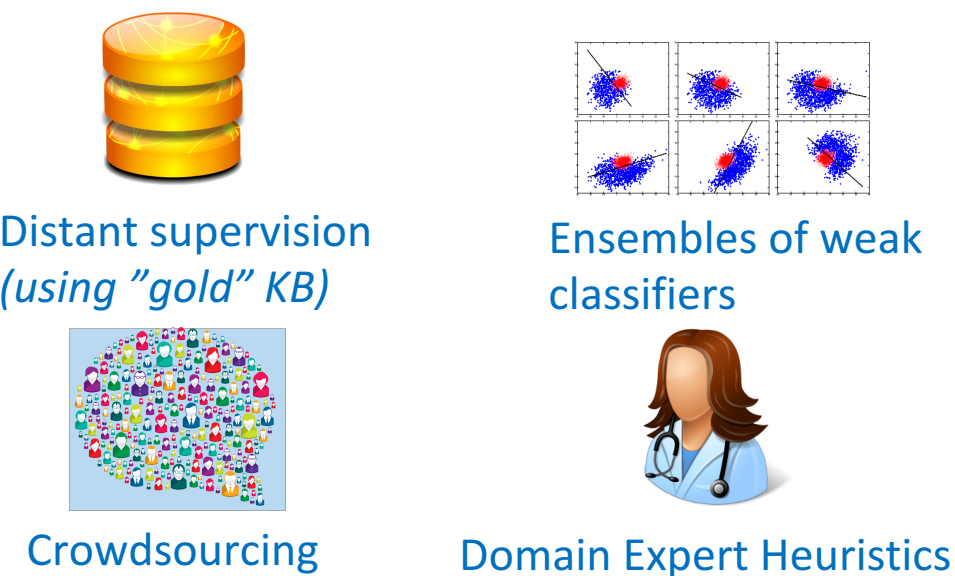 Distant supervision
(using ”gold” KB)
Ensembles of weak
classifiers
Crowdsourcing
Domain Expert Heuristics